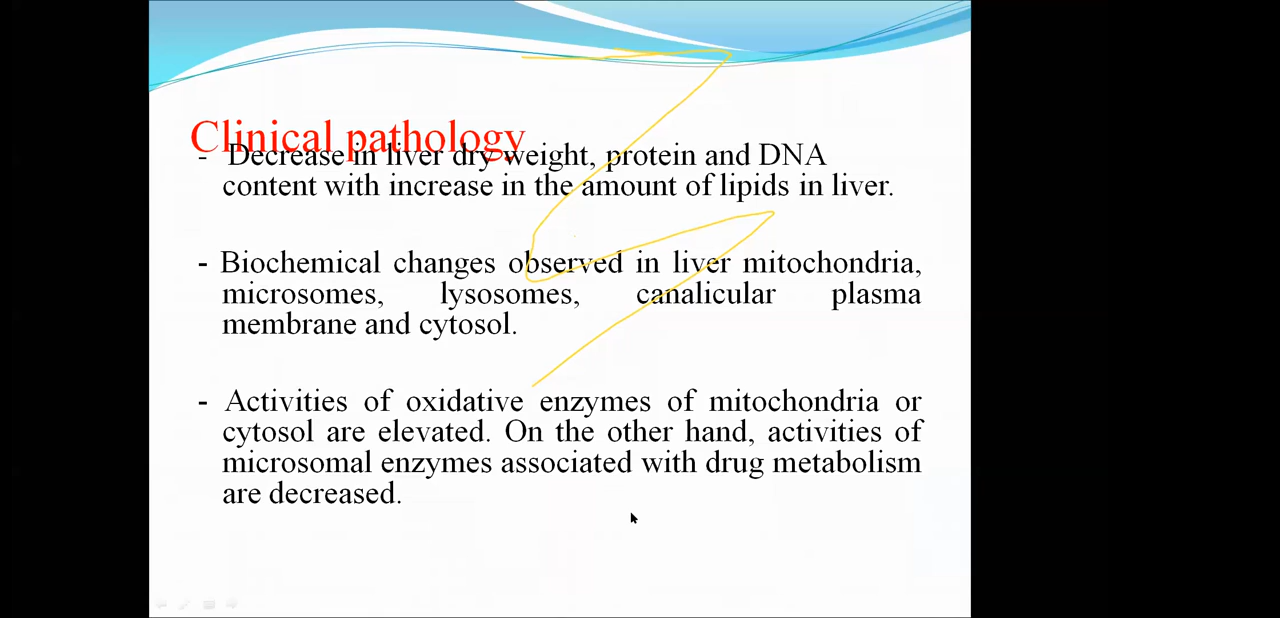 Clinical pathology
- Decrease in liver dry weight, protein and DNA
content with increase in the amount of lipids in liver.
- Biochemical changes observed in liver mitochondria,
microsomes, lysosomes, canalicular plasma
membrane and cytosol.
- Activities of oxidative enzymes of mitochondria or
cytosol are elevated. On the other hand, activities of
microsomal enzymes associated with drug metabolism
are decreased.